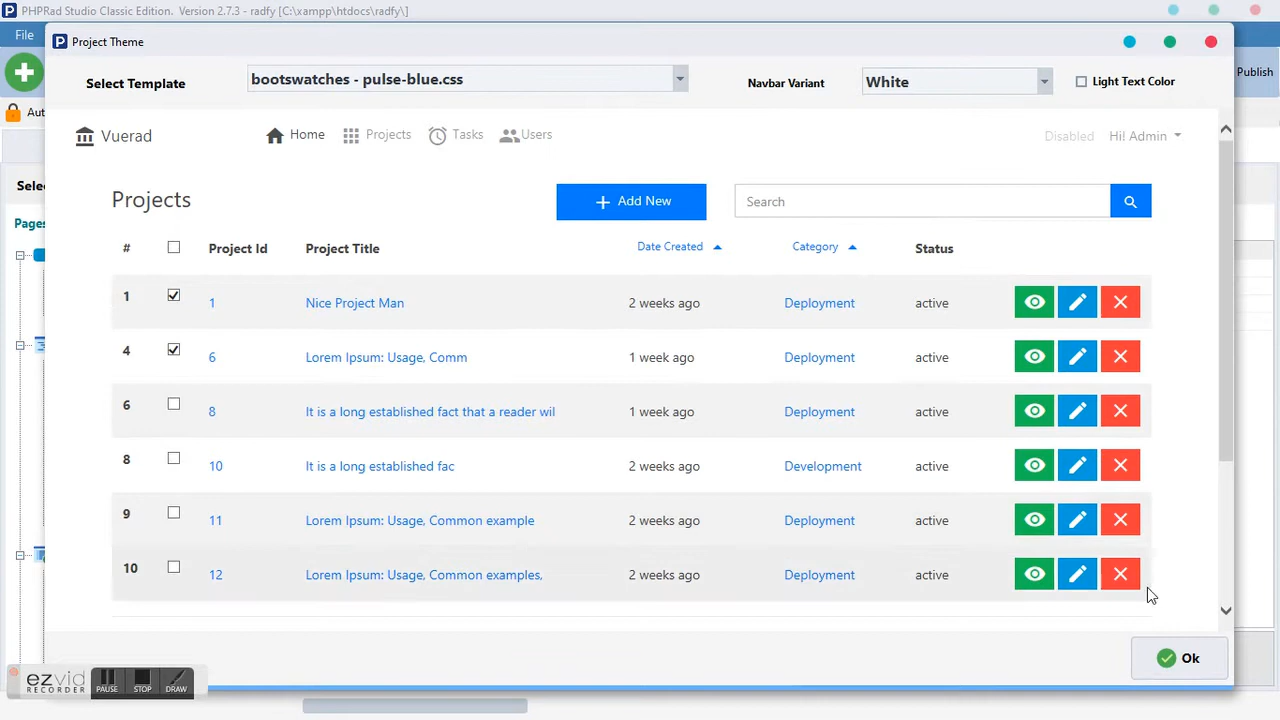 PHPRad Studio Classic Edition. Version 2.7.3 - radfy [C:\xampp\htdocs\radfy\]
File
Project Theme
Publish
Select Template
bootswatches - pulse-blue.css
Navbar Variant
White
Light Text Color
Vuerad
Home
Projects
Tasks
Users
Disabled
Hi! Admin
Projects
Add New
Search
# Project Id Project Title Date Created Category Status
1 1 Nice Project Man 2 weeks ago Deployment active
4 6 Lorem Ipsum: Usage, Comm 1 week ago Deployment active
6 8 It is a long established fact that a reader wil 1 week ago Deployment active
8 10 It is a long established fac 2 weeks ago Development active
9 11 Lorem Ipsum: Usage, Common example 2 weeks ago Deployment active
10 12 Lorem Ipsum: Usage, Common examples, 2 weeks ago Deployment active
Ok
Aut
Sele
Pages
ezvid
RECORDER
PAUSE
STOP
DRAW